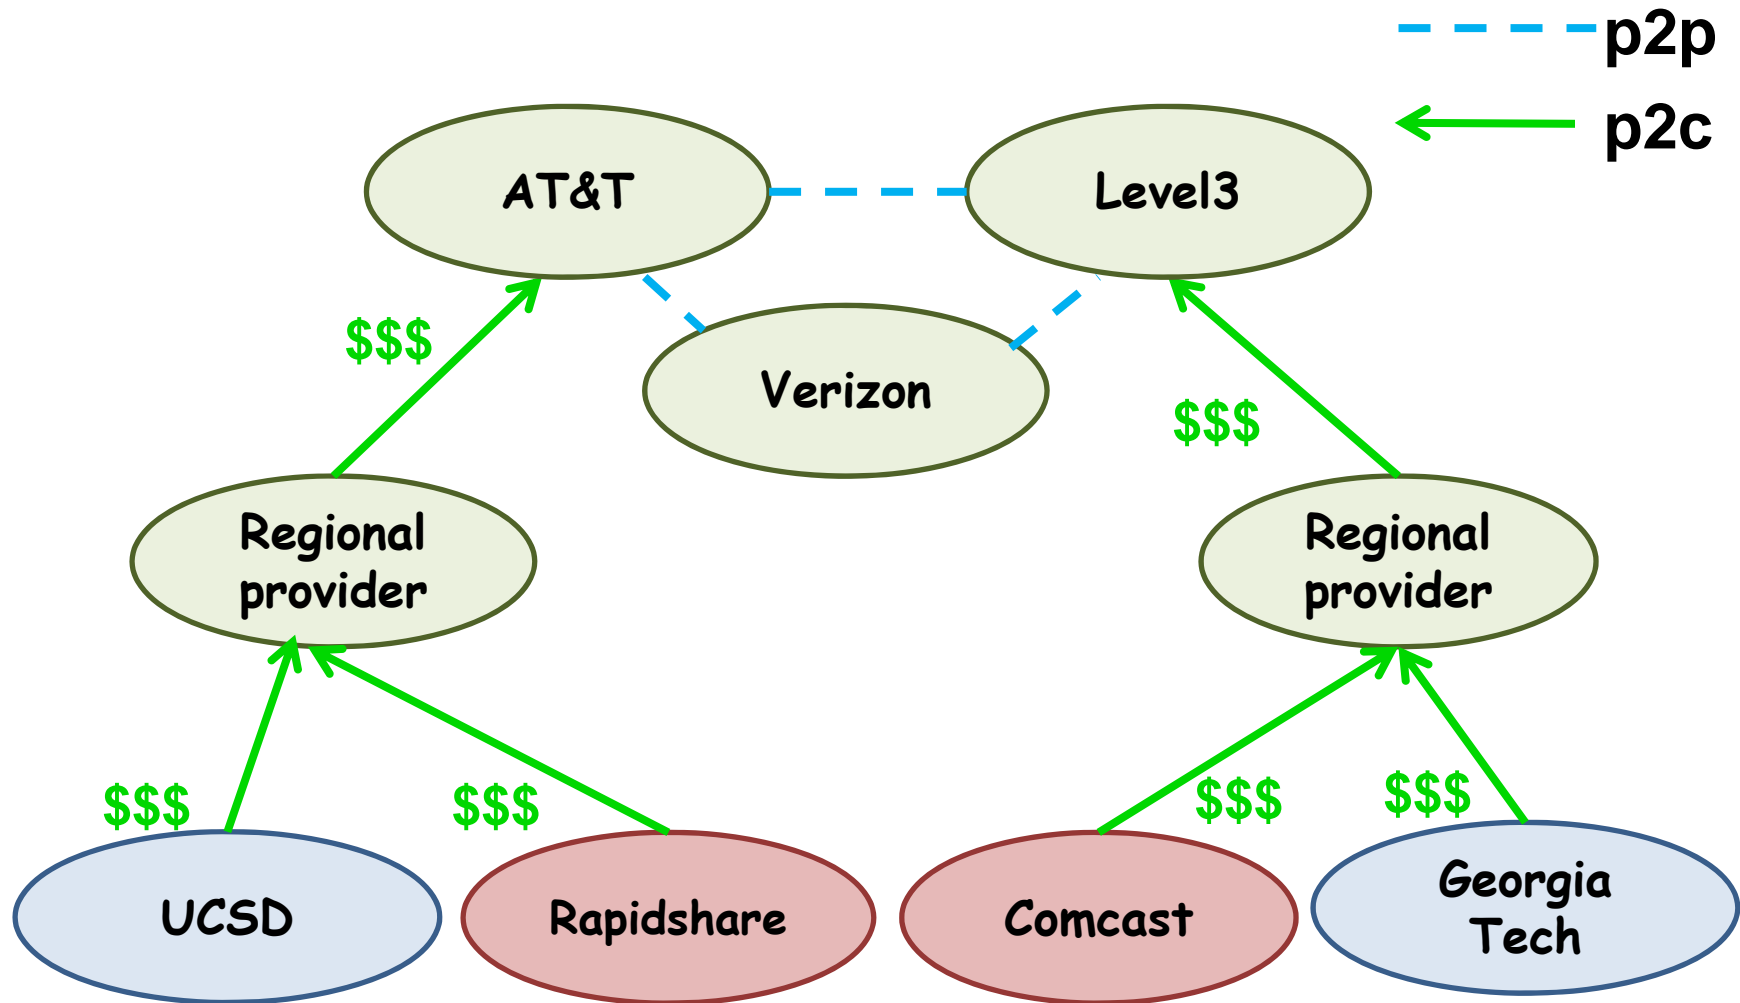 p2p
p2c
AT&T
Level3
$$$
Verizon
$$$
Regional
provider
Regional
provider
$$$
$$$
$$$
$$$
UCSD
Rapidshare
Comcast
Georgia
Tech